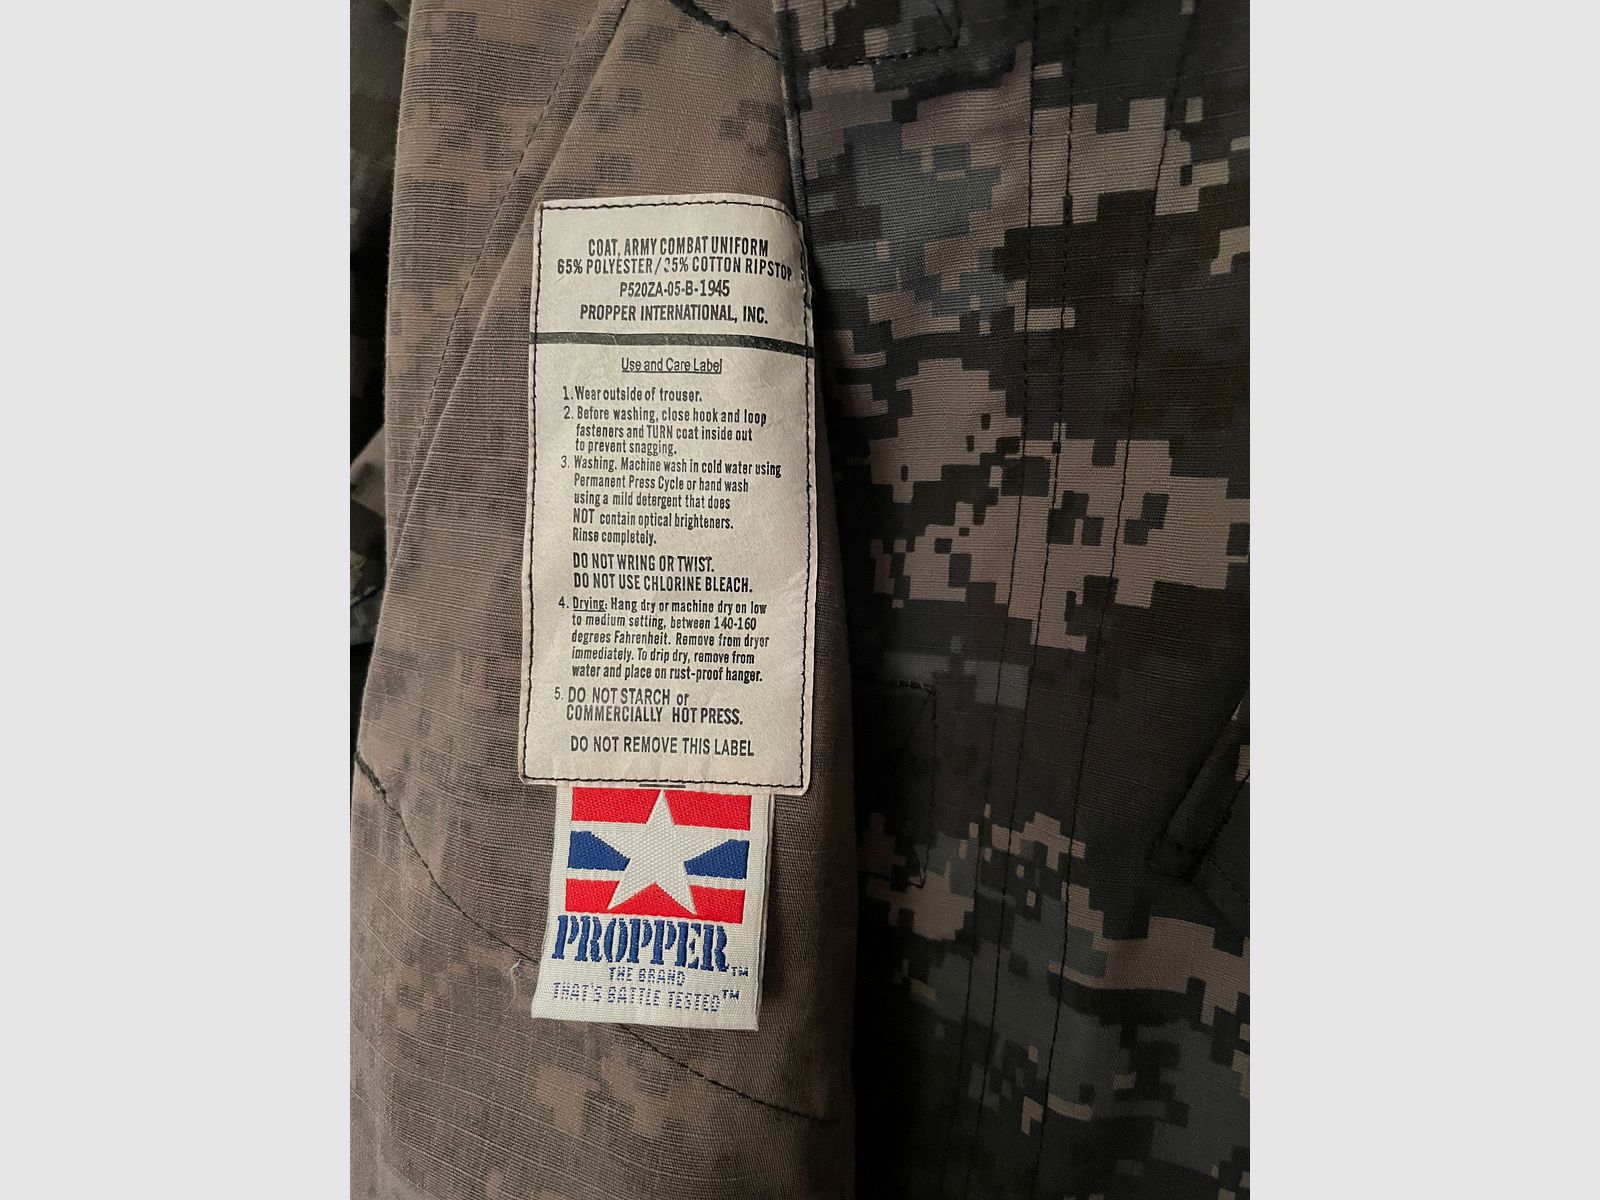 COAT, ARMY COMBAT UNIFORM
65% POLYESTER / 35% COTTON RIPSTOP
P520ZA-05-B-1945
PROPPER INTERNATIONAL, INC.
Use and Care Label
1. Wear outside of trouser.
2. Before washing, close hook and loop
fasteners and TURN coat inside out
to prevent snagging.
3. Washing. Machine wash in cold water using
Permanent Press Cycle or hand wash
using a mild detergent that does
NOT contain optical brighteners.
Rinse completely.
DO NOT WRING OR TWIST.
DO NOT USE CHLORINE BLEACH.
4. Drying: Hang dry or machine dry on low
to medium setting, between 140-160
degrees Fahrenheit. Remove from dryer
immediately. To drip dry, remove from
water and place on rust-proof hanger.
5. DO NOT STARCH or
COMMERCIALLY HOT PRESS.
DO NOT REMOVE THIS LABEL
PROPPER™
THE BRAND
THAT'S BATTLE TESTED™